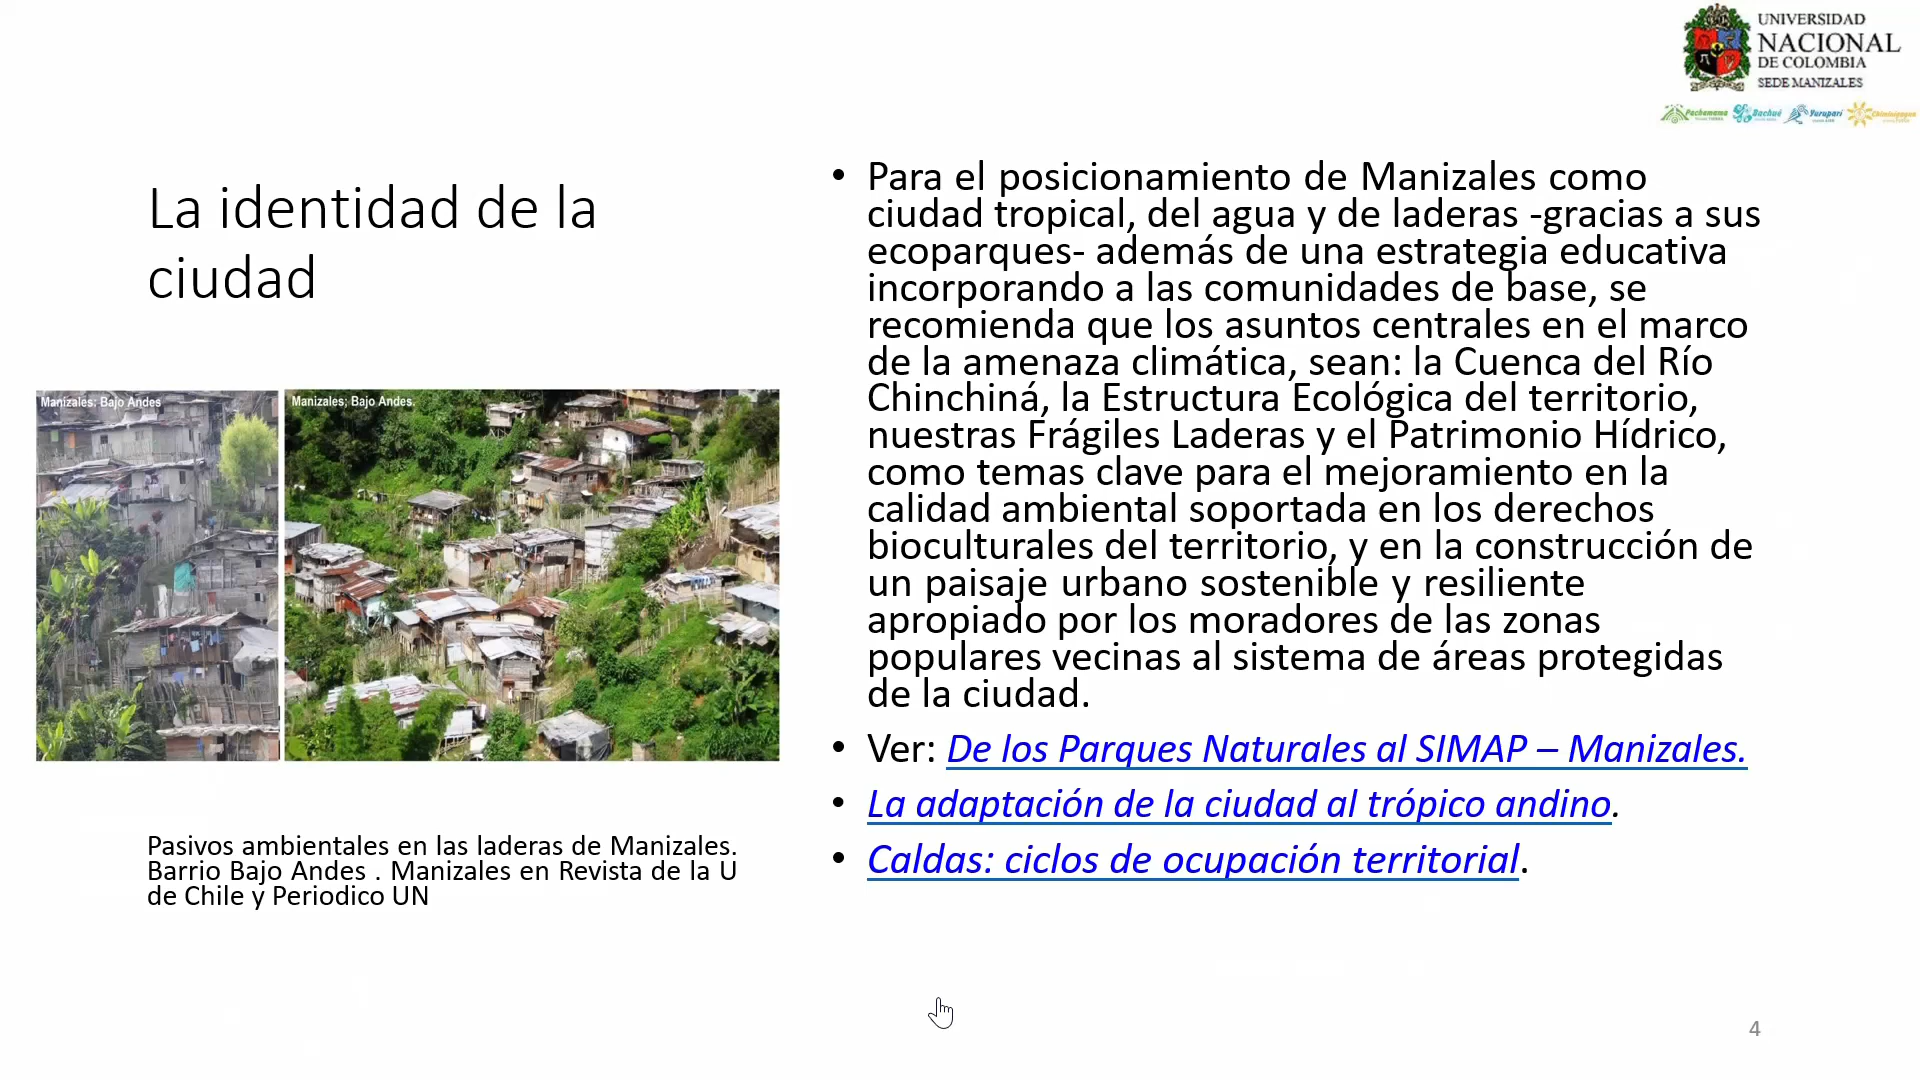 UNIVERSIDAD
NACIONAL
DE COLOMBIA
SEDE MANIZALES
Pachamama Bachué Yurupari Chiminigagua
La identidad de la
ciudad
Manizales: Bajo Andes
Manizales; Bajo Andes.
Pasivos ambientales en las laderas de Manizales.
Barrio Bajo Andes . Manizales en Revista de la U
de Chile y Periodico UN
• Para el posicionamiento de Manizales como
ciudad tropical, del agua y de laderas -gracias a sus
ecoparques- además de una estrategia educativa
incorporando a las comunidades de base, se
recomienda que los asuntos centrales en el marco
de la amenaza climática, sean: la Cuenca del Río
Chinchiná, la Estructura Ecológica del territorio,
nuestras Frágiles Laderas y el Patrimonio Hídrico,
como temas clave para el mejoramiento en la
calidad ambiental soportada en los derechos
bioculturales del territorio, y en la construcción de
un paisaje urbano sostenible y resiliente
apropiado por los moradores de las zonas
populares vecinas al sistema de áreas protegidas
de la ciudad.
• Ver: De los Parques Naturales al SIMAP – Manizales.
• La adaptación de la ciudad al trópico andino.
• Caldas: ciclos de ocupación territorial.
4